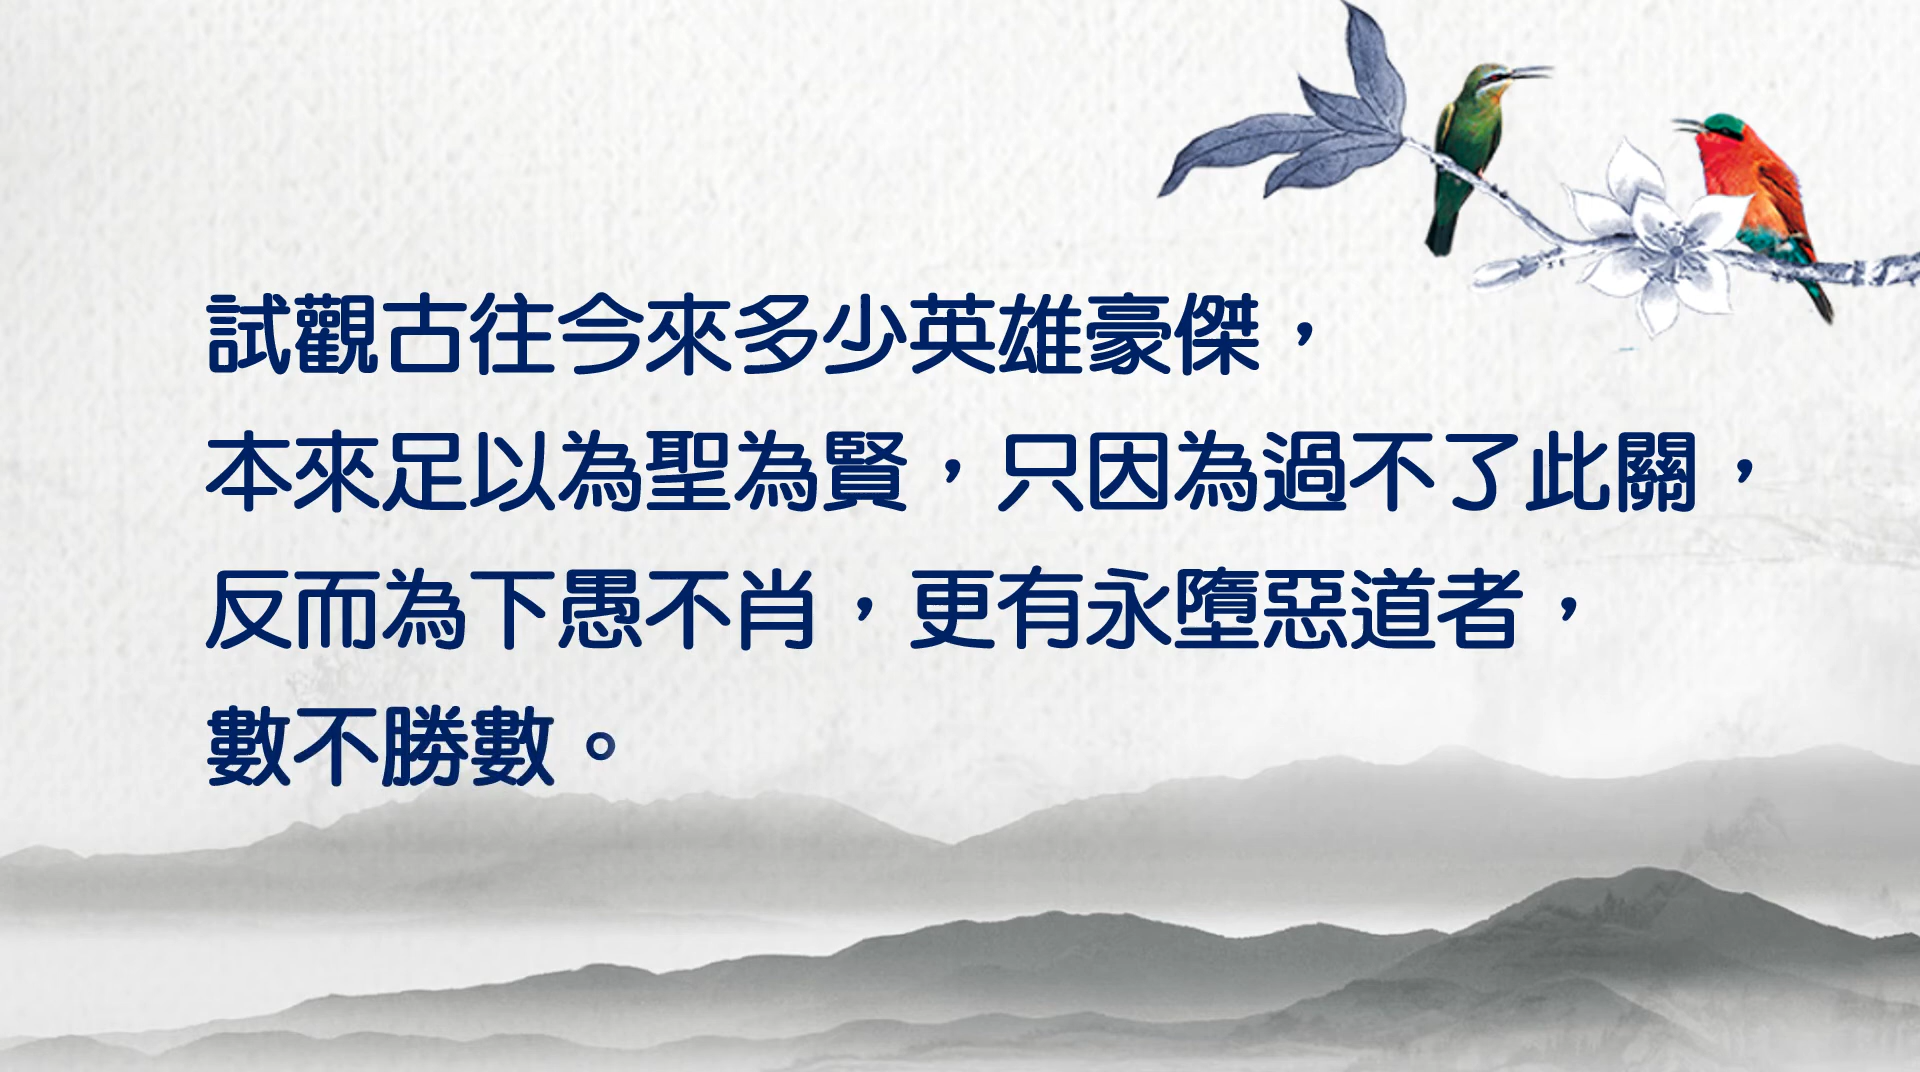 試觀古往今來多少英雄豪傑，
本來足以為聖為賢，只因為過不了此關，
反而為下愚不肖，更有永墮惡道者，
數不勝數。